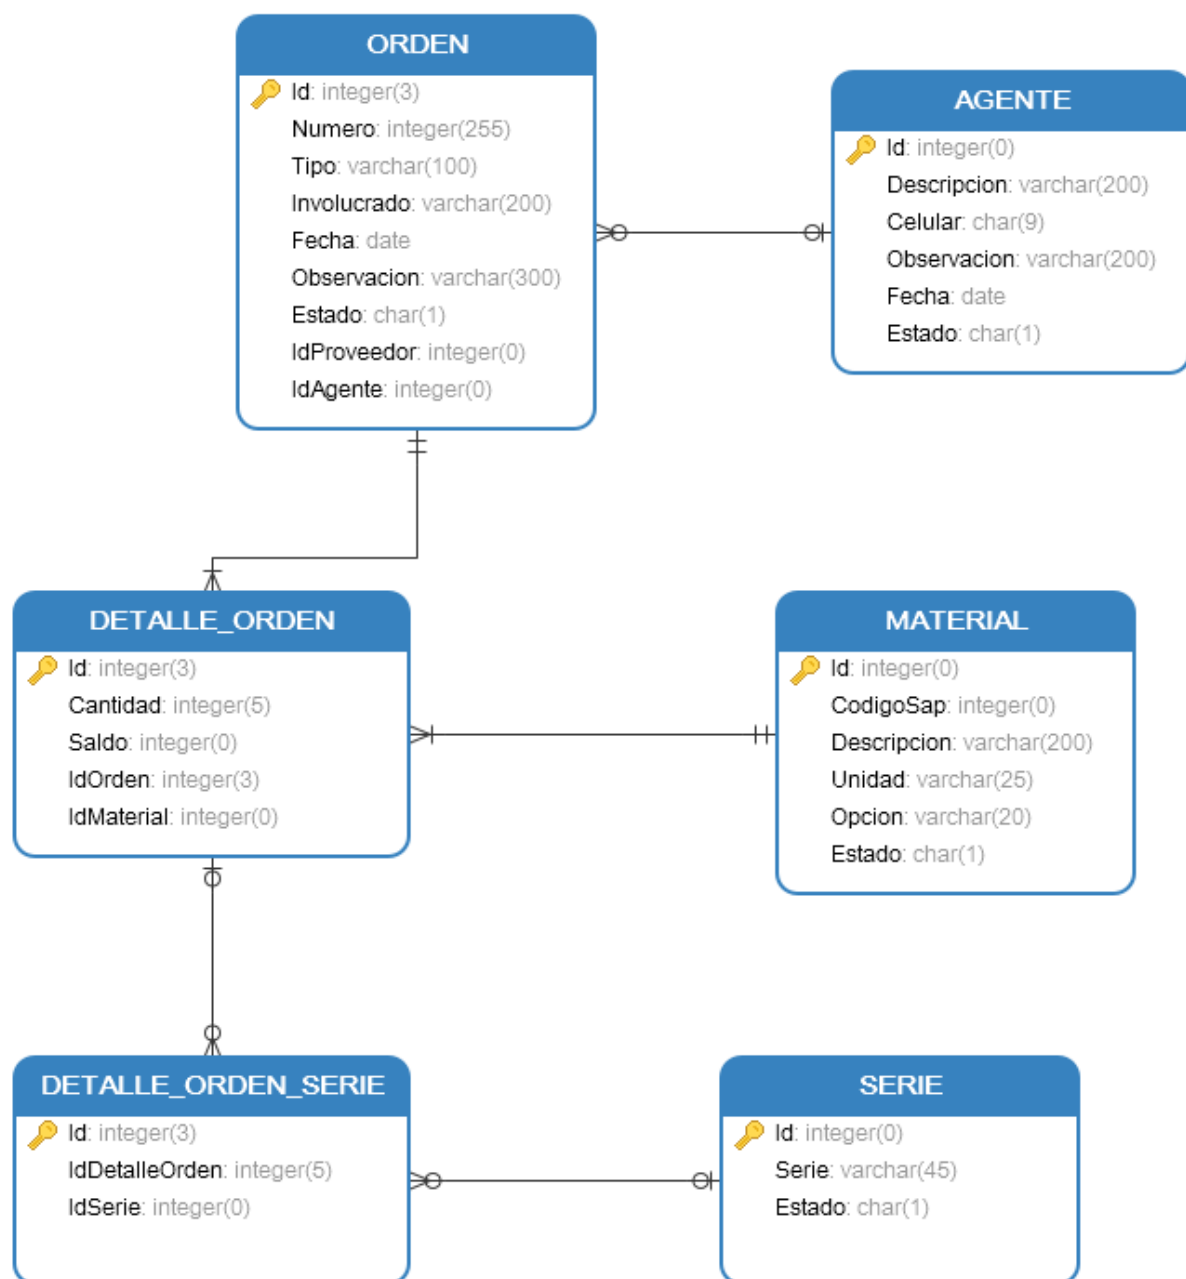 ORDEN
Id: integer(3)
Numero: integer(255)
Tipo: varchar(100)
Involucrado: varchar(200)
Fecha: date
Observacion: varchar(300)
Estado: char(1)
IdProveedor: integer(0)
IdAgente: integer(0)
AGENTE
Id: integer(0)
Descripcion: varchar(200)
Celular: char(9)
Observacion: varchar(200)
Fecha: date
Estado: char(1)
DETALLE_ORDEN
Id: integer(3)
Cantidad: integer(5)
Saldo: integer(0)
IdOrden: integer(3)
IdMaterial: integer(0)
MATERIAL
Id: integer(0)
CodigoSap: integer(0)
Descripcion: varchar(200)
Unidad: varchar(25)
Opcion: varchar(20)
Estado: char(1)
DETALLE_ORDEN_SERIE
Id: integer(3)
IdDetalleOrden: integer(5)
IdSerie: integer(0)
SERIE
Id: integer(0)
Serie: varchar(45)
Estado: char(1)